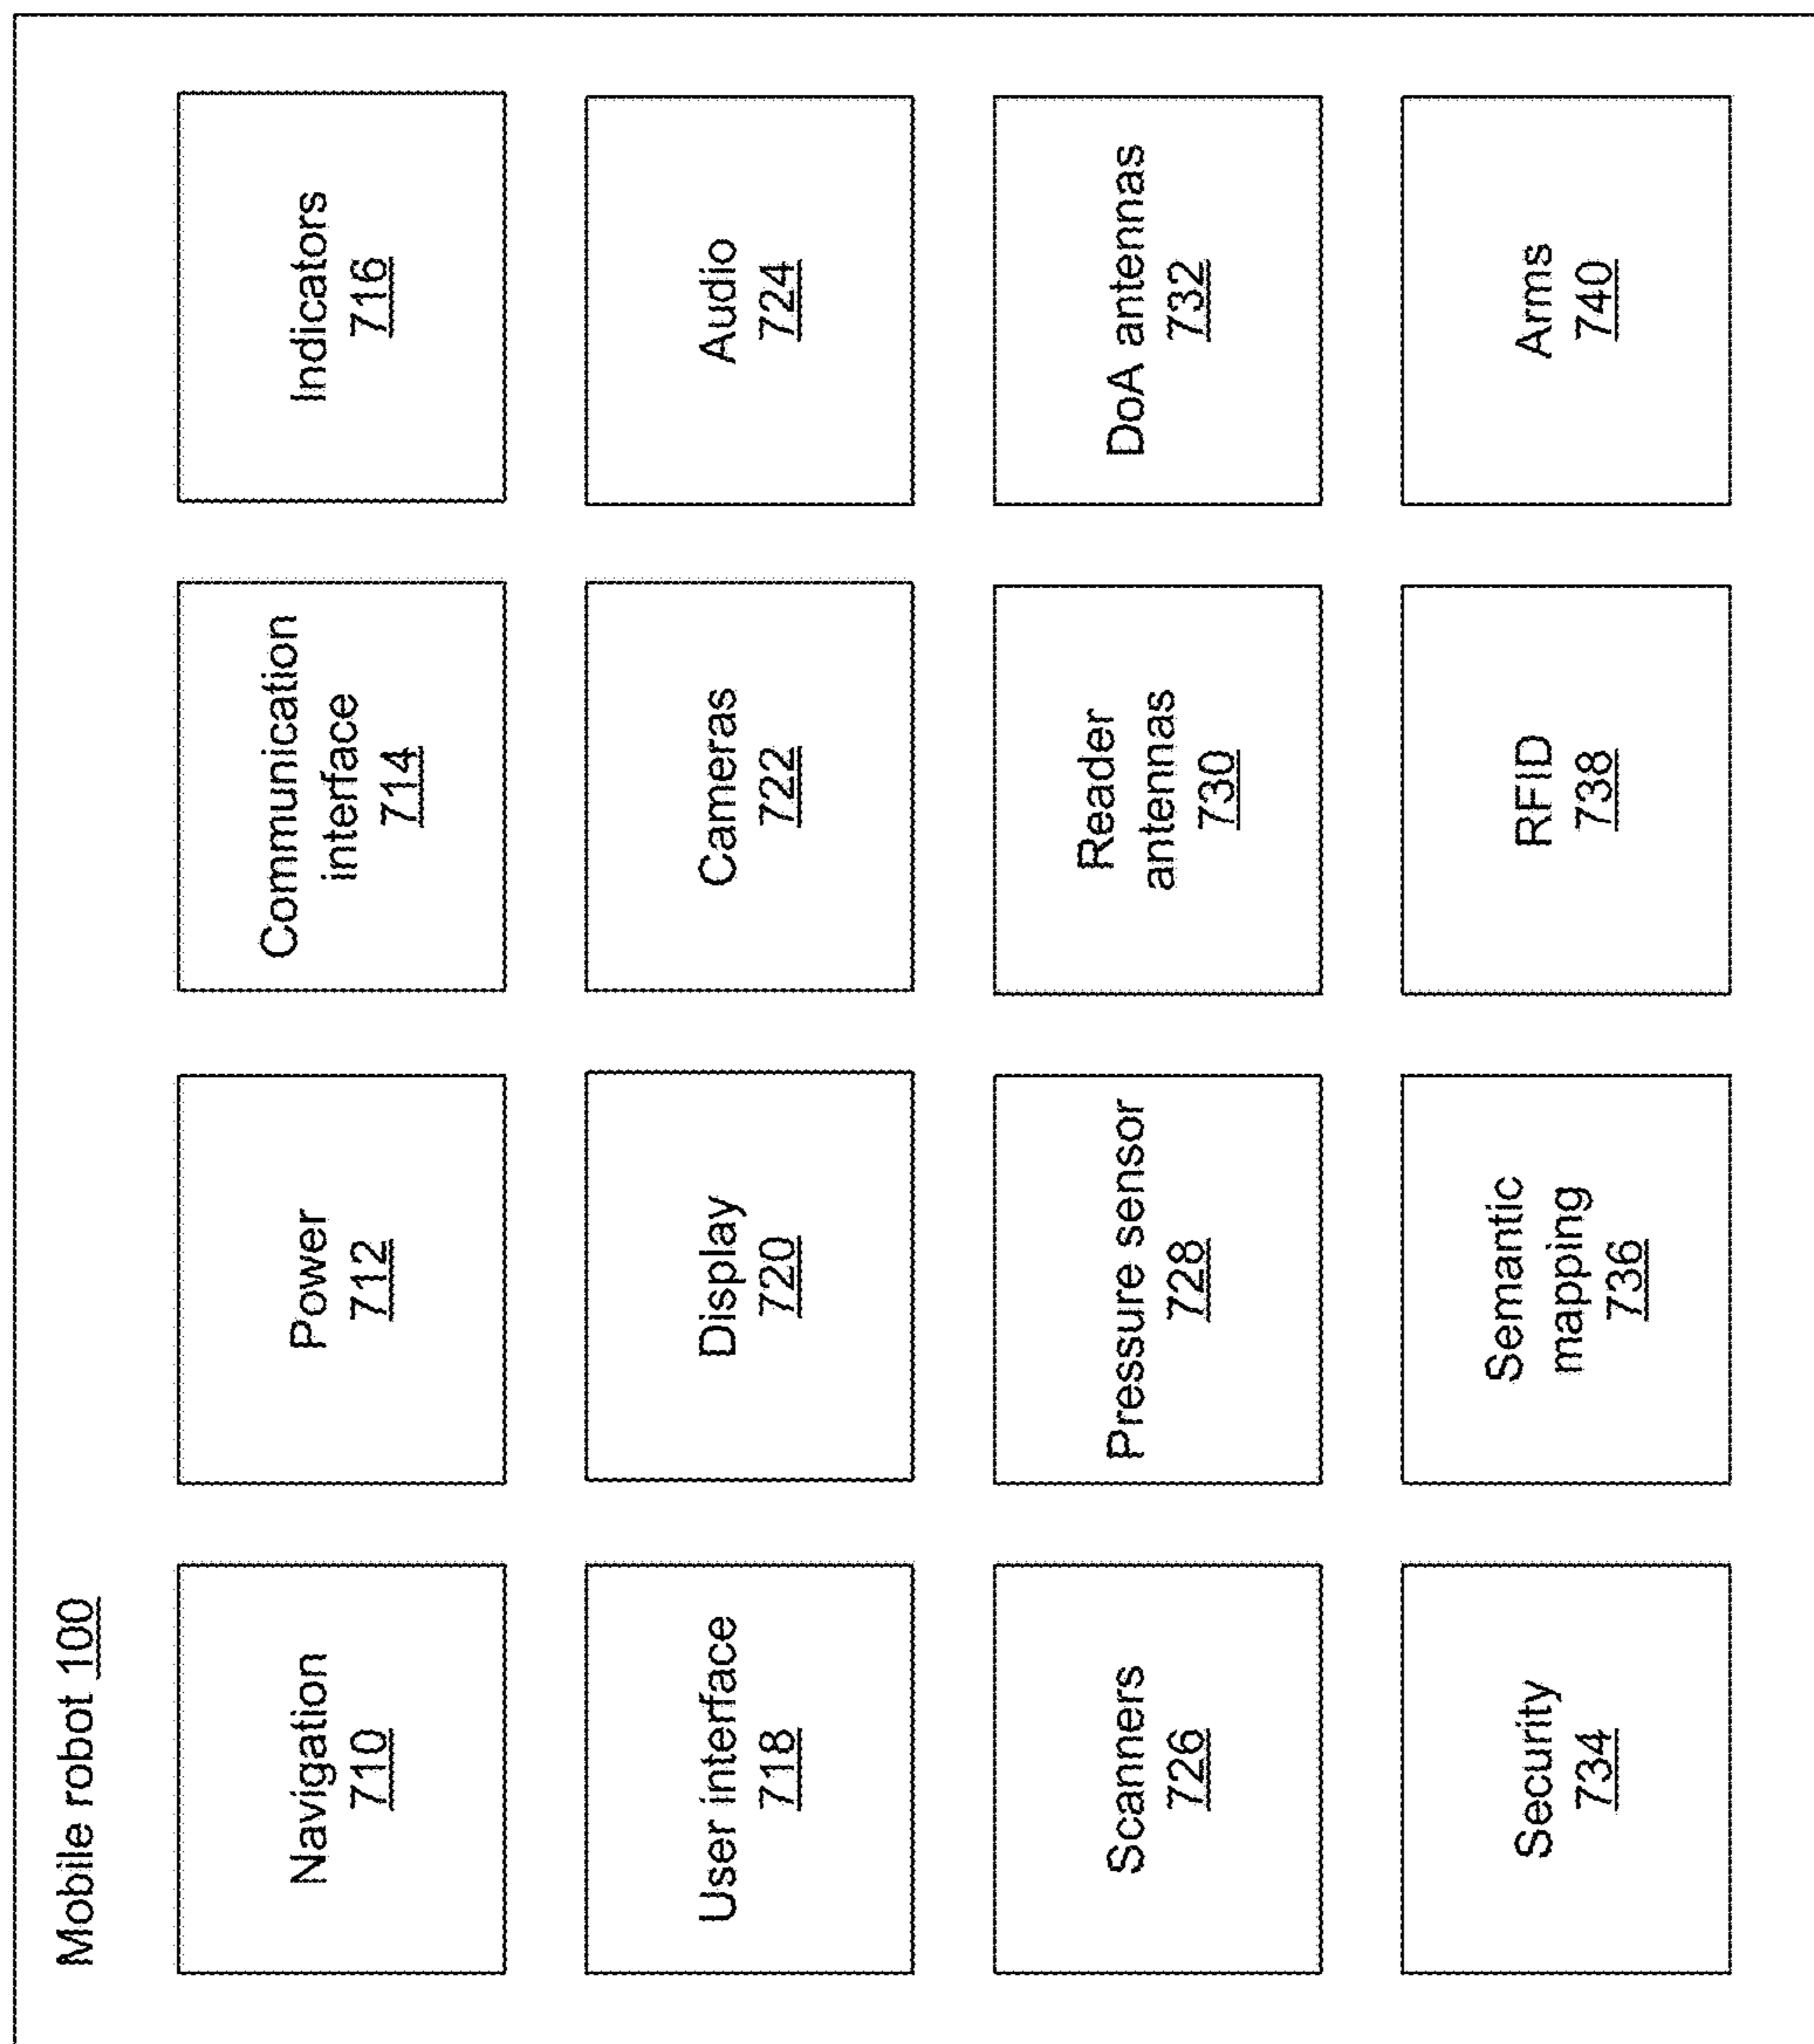 Mobile robot 100
Navigation
710
Power
712
Communication
interface
714
Indicators
716
User interface
718
Display
720
Cameras
722
Audio
724
Scanners
726
Pressure sensor
728
Reader
antennas
730
DoA antennas
732
Security
734
Semantic
mapping
736
RFID
738
Arms
740